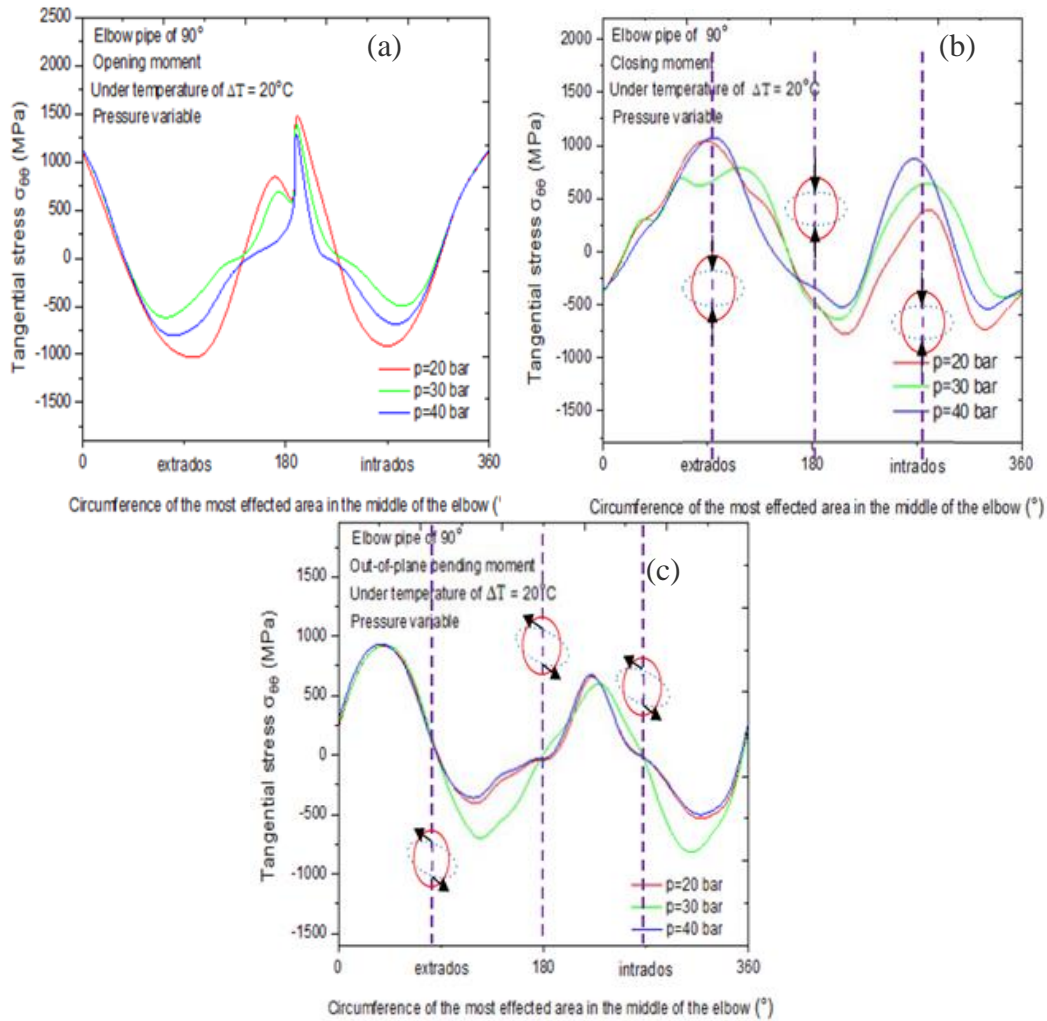 (a)
Elbow pipe of 90°
Opening moment
Under temperature of ΔT = 20°C
Pressure variable
Tangential stress σθθ (MPa)
2500
2000
1500
1000
500
0
-500
-1000
-1500
p=20 bar
p=30 bar
p=40 bar
0 extrados 180 intrados 360
Circumference of the most effected area in the middle of the elbow ('
(b)
Elbow pipe of 90°
Closing moment
Under temperature of ΔT = 20°C
Pressure variable
Tangential stress σθθ (MPa)
2000
1500
1000
500
0
-500
-1000
-1500
p=20 bar
p=30 bar
p=40 bar
0 extrados 180 intrados 360
Circumference of the most effected area in the middle of the elbow (°)
(c)
Elbow pipe of 90°
Out-of-plane bending moment
Under temperature of ΔT = 20°C
Pressure variable
Tangential stress σθθ (MPa)
1500
1000
500
0
-500
-1000
-1500
p=20 bar
p=30 bar
p=40 bar
0 extrados 180 intrados 360
Circumference of the most effected area in the middle of the elbow (°)